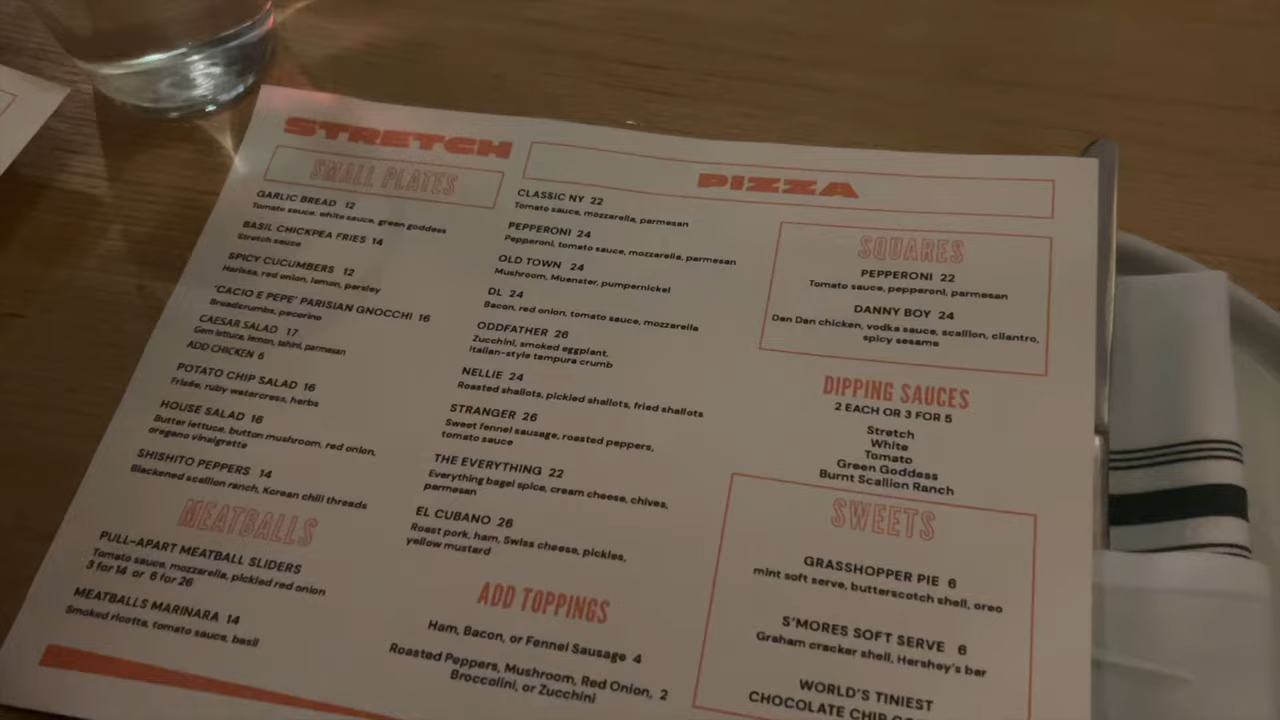 STRETCH
SMALL PLATES
GARLIC BREAD 12
Tomato sauce, white sauce, green goddess
BASIL CHICKPEA FRIES 14
Stretch sauce
SPICY CUCUMBERS 12
Harissa, red onion, lemon, parsley
'CACIO E PEPE' PARISIAN GNOCCHI 16
Breadcrumbs, pecorino
CAESAR SALAD 17
Gem lettuce, lemon, tahini, parmesan
ADD CHICKEN 6
POTATO CHIP SALAD 16
Frisée, ruby watercress, herbs
HOUSE SALAD 16
Butter lettuce, button mushroom, red onion,
oregano vinaigrette
SHISHITO PEPPERS 14
Blackened scallion ranch, Korean chili threads
MEATBALLS
PULL-APART MEATBALL SLIDERS
Tomato sauce, mozzarella, pickled red onion
3 for 14 or 6 for 26
MEATBALLS MARINARA 14
Smoked ricotta, tomato sauce, basil
PIZZA
CLASSIC NY 22
Tomato sauce, mozzarella, parmesan
PEPPERONI 24
Pepperoni, tomato sauce, mozzarella, parmesan
OLD TOWN 24
Mushroom, Muenster, pumpernickel
DL 24
Bacon, red onion, tomato sauce, mozzarella
ODDFATHER 26
Zucchini, smoked eggplant,
italian-style tempura crumb
NELLIE 24
Roasted shallots, pickled shallots, fried shallots
STRANGER 26
Sweet fennel sausage, roasted peppers,
tomato sauce
THE EVERYTHING 22
Everything bagel spice, cream cheese, chives,
parmesan
EL CUBANO 26
Roast pork, ham, Swiss cheese, pickles,
yellow mustard
ADD TOPPINGS
Ham, Bacon, or Fennel Sausage 4
Roasted Peppers, Mushroom, Red Onion, 2
Broccolini, or Zucchini
SQUARES
PEPPERONI 22
Tomato sauce, pepperoni, parmesan
DANNY BOY 24
Dan Dan chicken, vodka sauce, scallion, cilantro,
spicy sesame
DIPPING SAUCES
2 EACH OR 3 FOR 5
Stretch
White
Tomato
Green Goddess
Burnt Scallion Ranch
SWEETS
GRASSHOPPER PIE 6
mint soft serve, butterscotch shell, oreo
S'MORES SOFT SERVE 6
Graham cracker shell, Hershey's bar
WORLD'S TINIEST
CHOCOLATE CHIP